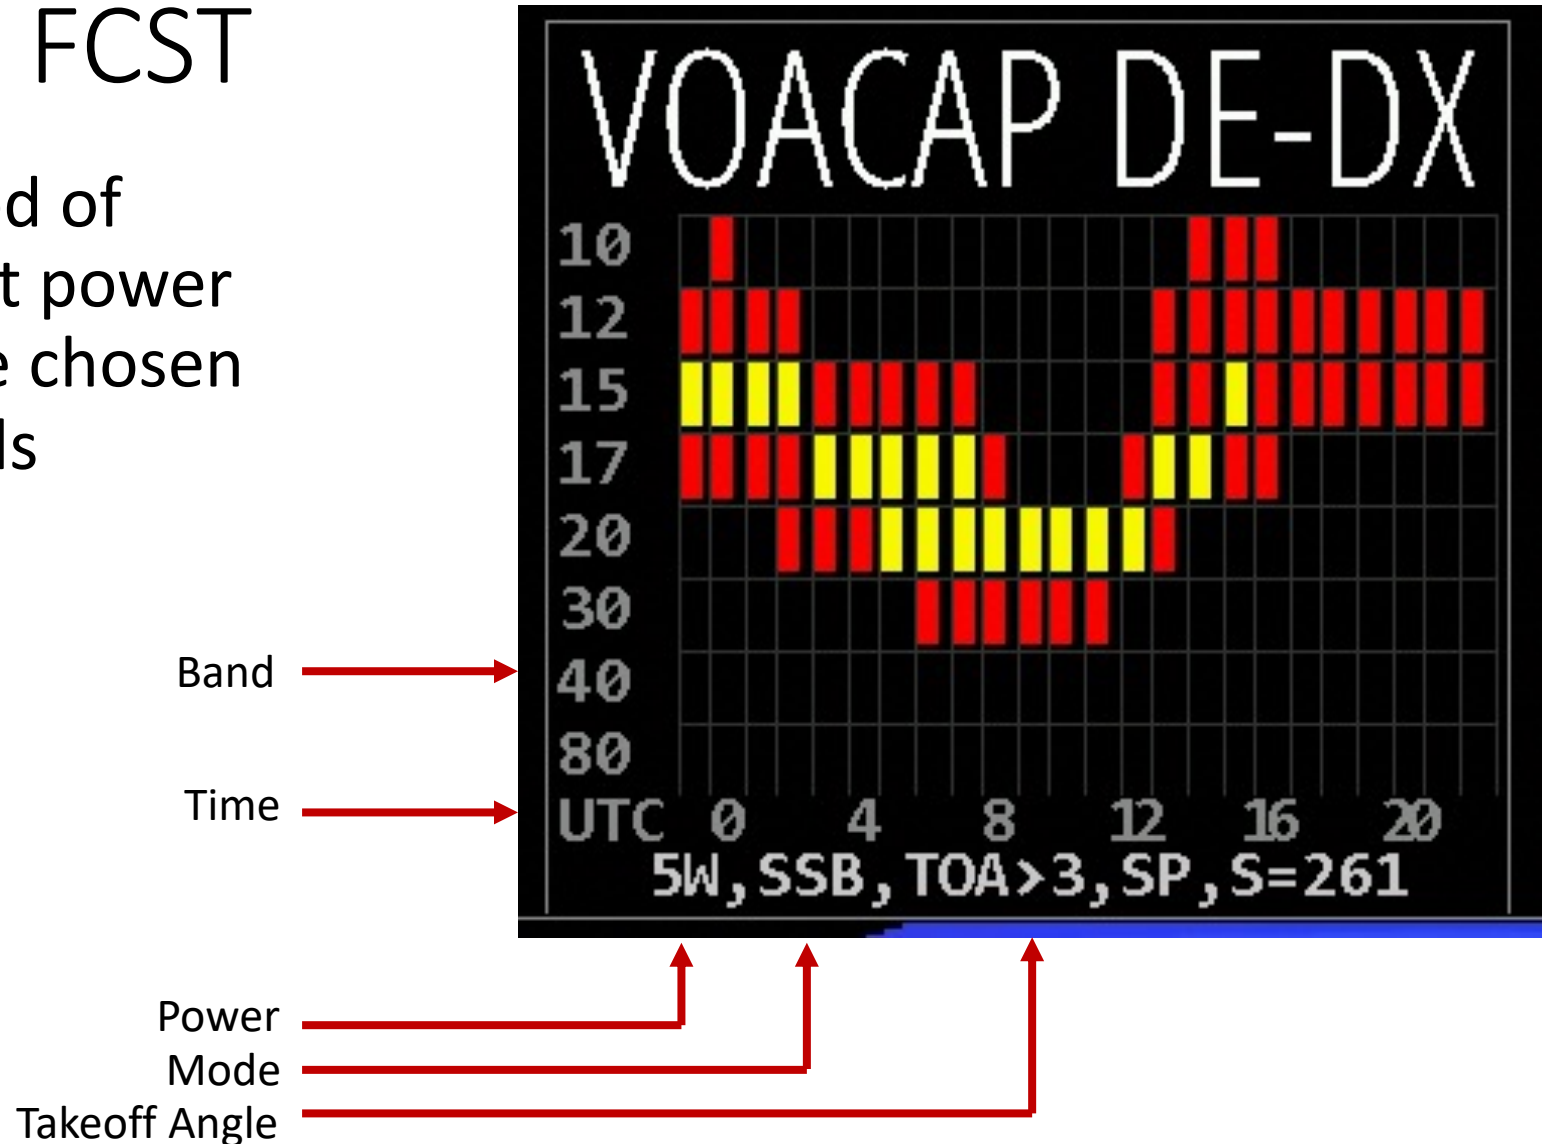 FCST
d of
t power
e chosen
ls
VOACAP DE-DX
10
12
15
17
20
30
40
80
UTC 0 4 8 12 16 20
5W,SSB,TOA>3,SP,S=261
Band
Time
Power
Mode
Takeoff Angle